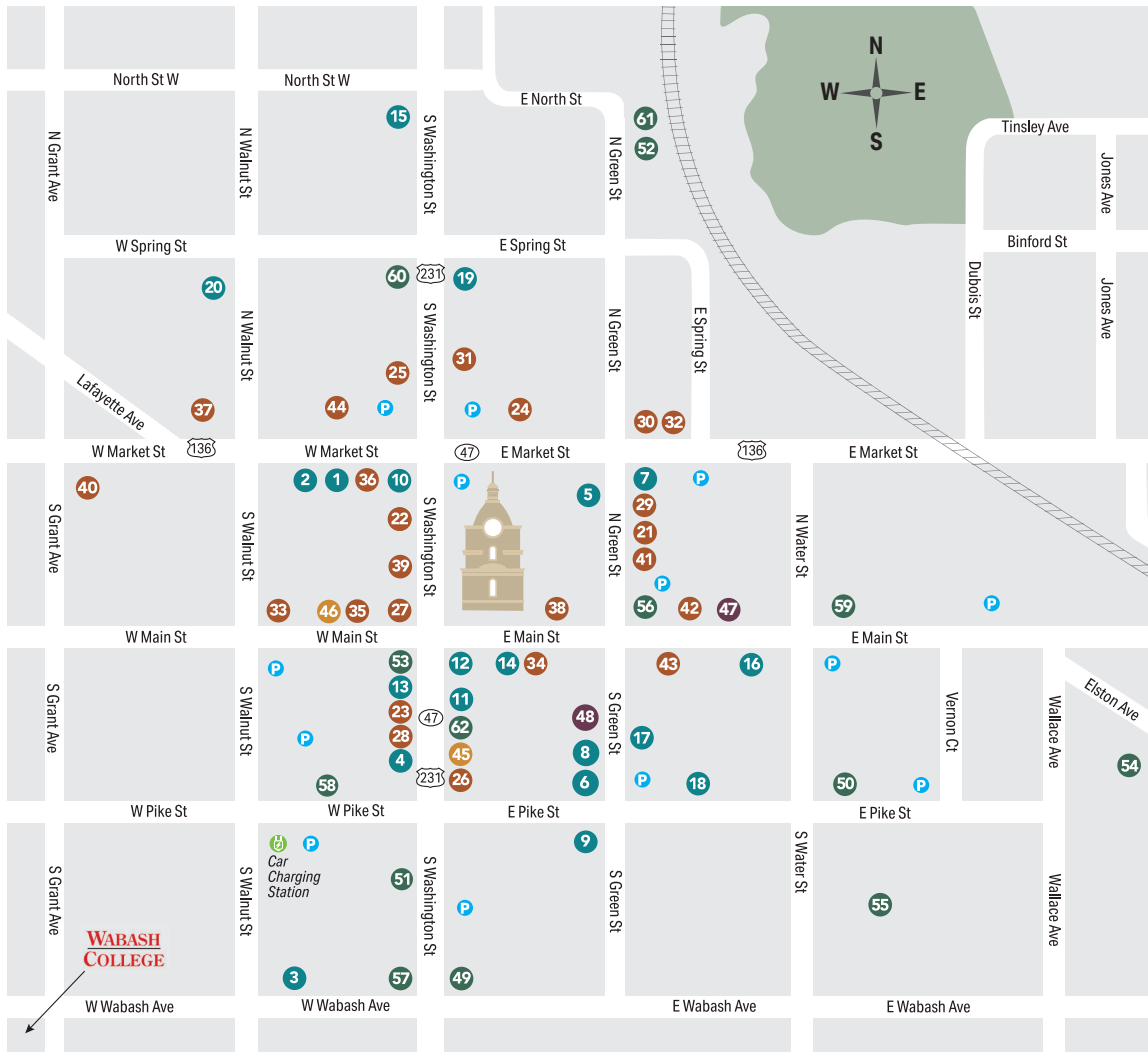 N
W E
S
North St W
North St W
E North St
15
61
52
Tinsley Ave
N Grant Ave
N Walnut St
S Washington St
N Green St
Jones Ave
W Spring St
E Spring St
Binford St
20
60
231
19
N Walnut St
S Washington St
N Green St
E Spring St
Dubois St
Jones Ave
31
25
Lafayette Ave
37
44
P
P
24
30
32
W Market St
136
W Market St
47
E Market St
136
E Market St
40
2
1
36
10
P
5
7
P
22
29
21
S Grant Ave
S Walnut St
S Washington St
N Green St
N Water St
39
41
P
33
46
35
27
38
56
42
47
59
P
W Main St
W Main St
E Main St
E Main St
P
53
12
14
34
43
16
P
13
11
Elston Ave
S Grant Ave
S Walnut St
23
47
62
48
S Green St
Vernon Ct
Wallace Ave
P
28
45
17
4
8
54
58
231
26
6
P
18
50
P
W Pike St
W Pike St
E Pike St
E Pike St
P
9
Car
Charging
Station
S Grant Ave
S Walnut St
51
S Washington St
S Green St
S Water St
Wallace Ave
P
55
WABASH
COLLEGE
3
57
49
W Wabash Ave
W Wabash Ave
E Wabash Ave
E Wabash Ave